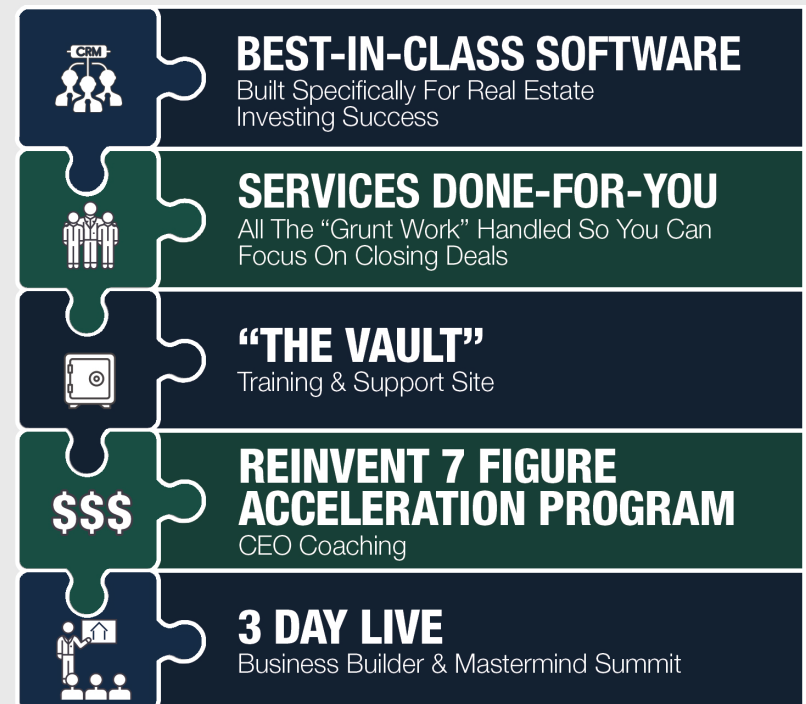 CRM
BEST-IN-CLASS SOFTWARE
Built Specifically For Real Estate
Investing Success
SERVICES DONE-FOR-YOU
All The “Grunt Work” Handled So You Can
Focus On Closing Deals
“THE VAULT”
Training & Support Site
$$$
REINVENT 7 FIGURE
ACCELERATION PROGRAM
CEO Coaching
3 DAY LIVE
Business Builder & Mastermind Summit